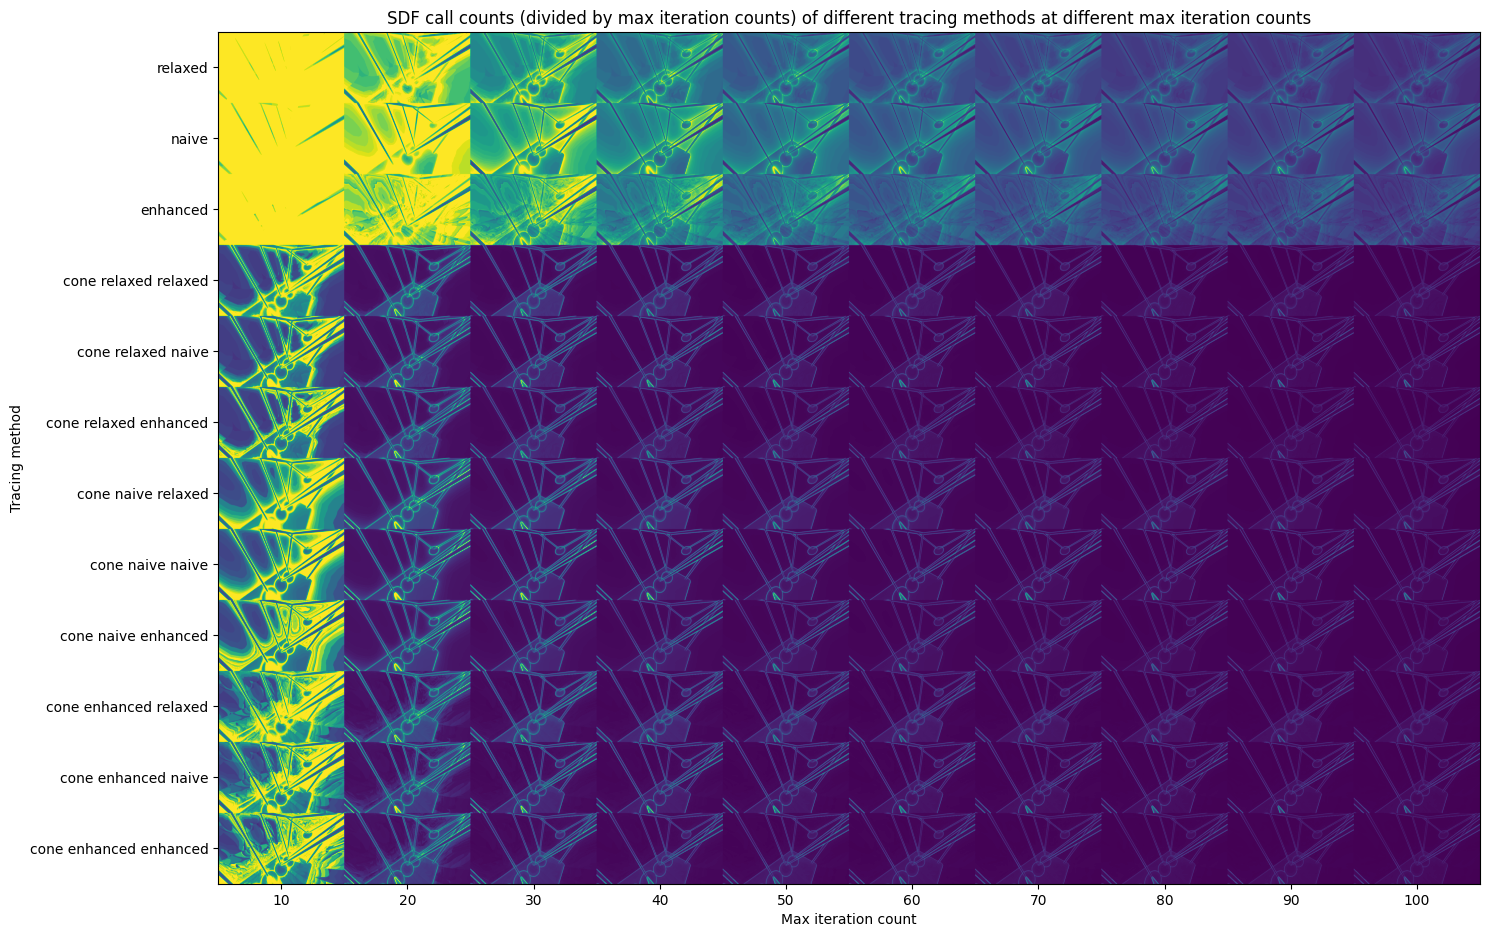 SDF call counts (divided by max iteration counts) of different tracing methods at different max iteration counts
relaxed
naive
enhanced
cone relaxed relaxed
cone relaxed naive
cone relaxed enhanced
cone naive relaxed
cone naive naive
cone naive enhanced
cone enhanced relaxed
cone enhanced naive
cone enhanced enhanced
Tracing method
10 20 30 40 50 60 70 80 90 100
Max iteration count